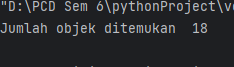 "D:\PCD Sem 6\pythonProject\v
Jumlah objek ditemukan  18